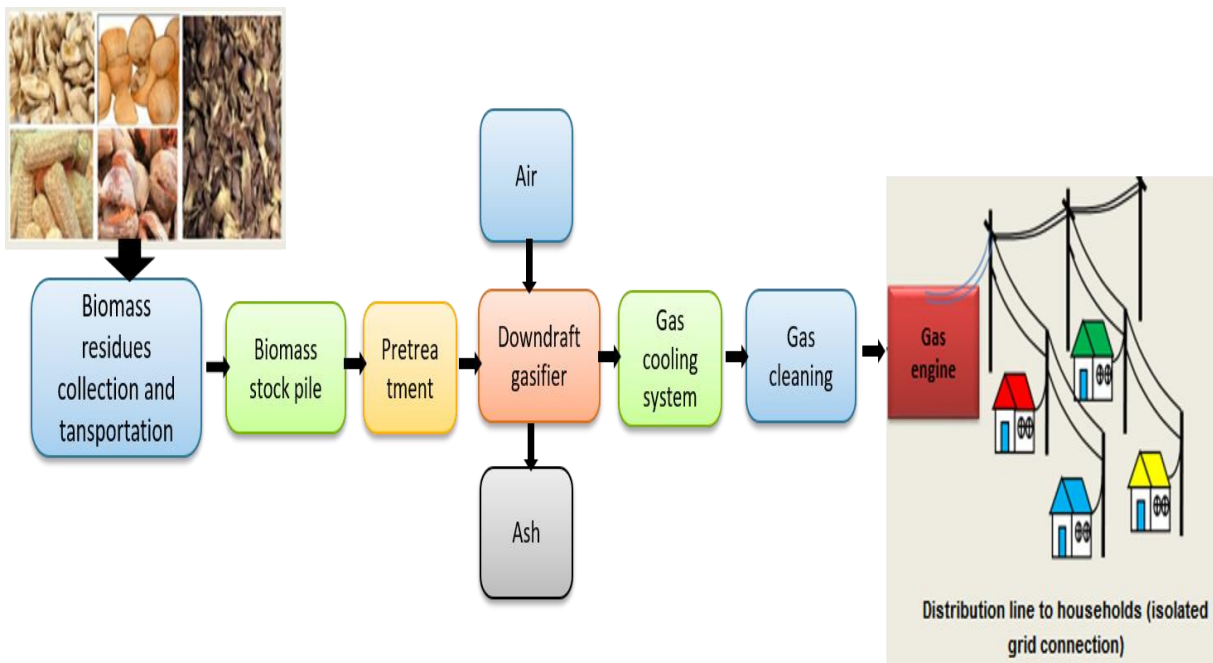 Air
Biomass
residues
collection and
tansportation
Biomass
stock pile
Pretrea
tment
Downdraft
gasifier
Gas
cooling
system
Gas
cleaning
Gas
engine
Ash
Distribution line to households (isolated
grid connection)